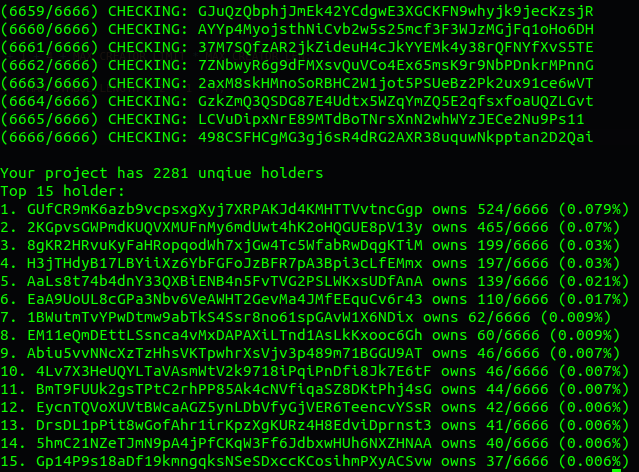 (6659/6666) CHECKING: GJuQzQbphjJmEk42YCdgwE3XGCKFN9whyjk9jecKzsjR
(6660/6666) CHECKING: AYYp4MyojsthNiCvb2w5s25mcf3F3WJzMGjFq1oHo6DH
(6661/6666) CHECKING: 37M7SQfzAR2jkZideuH4cJkYYEMk4y38rQFNYfXvS5TE
(6662/6666) CHECKING: 7ZNbwyR6g9dFMXsvQuVCo4Ex65msK9r9NbPDnkrMPnnG
(6663/6666) CHECKING: 2axM8skHMnoSoRBHC2W1jot5PSUeBz2Pk2ux91ce6wVT
(6664/6666) CHECKING: GzkZmQ3QSDG87E4Udtx5WZqYmZQ5E2qfsxfoaUQZLGvt
(6665/6666) CHECKING: LCVuDipxNrE89MTdBoTNrsXnN2whWYzJECe2Nu9Ps11
(6666/6666) CHECKING: 498CSFHCgMG3gj6sR4dRG2AXR38uquwNkpptan2D2Qai
Your project has 2281 unqiue holders
Top 15 holder:
1. GUfCR9mK6azb9vcpsxgXyj7XRPAKJd4KMHTTVvtncGgp owns 524/6666 (0.079%)
2. 2KGpvsGWPmdKUQVXMUFnMy6mdUwt4hK2oHQGUE8pV13y owns 465/6666 (0.07%)
3. 8gKR2HRvuKyFaHRopqodWh7xjGw4Tc5WfabRwDqgKTiM owns 199/6666 (0.03%)
4. H3jTHdyB17LBYiiXz6YbFGFoJzBFR7pA3Bpi3cLfEMmx owns 197/6666 (0.03%)
5. AaLs8t74b4dnY33QXBiENB4n5FvTVG2PSLWKxsUDfAnA owns 139/6666 (0.021%)
6. EaA9UoUL8cGPa3Nbv6VeAWHT2GevMa4JMfEEquCv6r43 owns 110/6666 (0.017%)
7. 1BWutmTvYPwDtmw9abTkS4Ssr8no61spGAvW1X6NDix owns 62/6666 (0.009%)
8. EM11eQmDEttLSsnca4vMxDAPAXiLTnd1AsLkKxooc6Gh owns 60/6666 (0.009%)
9. Abiu5vvNNcXzTzHhsVKTpwhrXsVjv3p489m71BGGU9AT owns 46/6666 (0.007%)
10. 4Lv7X3HeUQYLTaVAsmWtV2k9718iPqiPnDfi8Jk7E6tF owns 46/6666 (0.007%)
11. BmT9FUUk2gsTPtC2rhPP85Ak4cNVfiqaSZ8DKtPhj4sG owns 44/6666 (0.007%)
12. EycnTQVoXUVtBWcaAGZ5ynLDbVfyGjVER6TeencvYSsR owns 42/6666 (0.006%)
13. DrsDL1pPit8wGofAhr1irKpzXgKURz4H8EdviDprnst3 owns 41/6666 (0.006%)
14. 5hmC21NZeTJmN9pA4jPfCKqW3Ff6JdbxwHUh6NXZHNAA owns 40/6666 (0.006%)
15. Gp14P9s18aDf19kmngqksNSeSDxccKCosihmPXyACSvw owns 37/6666 (0.006%)